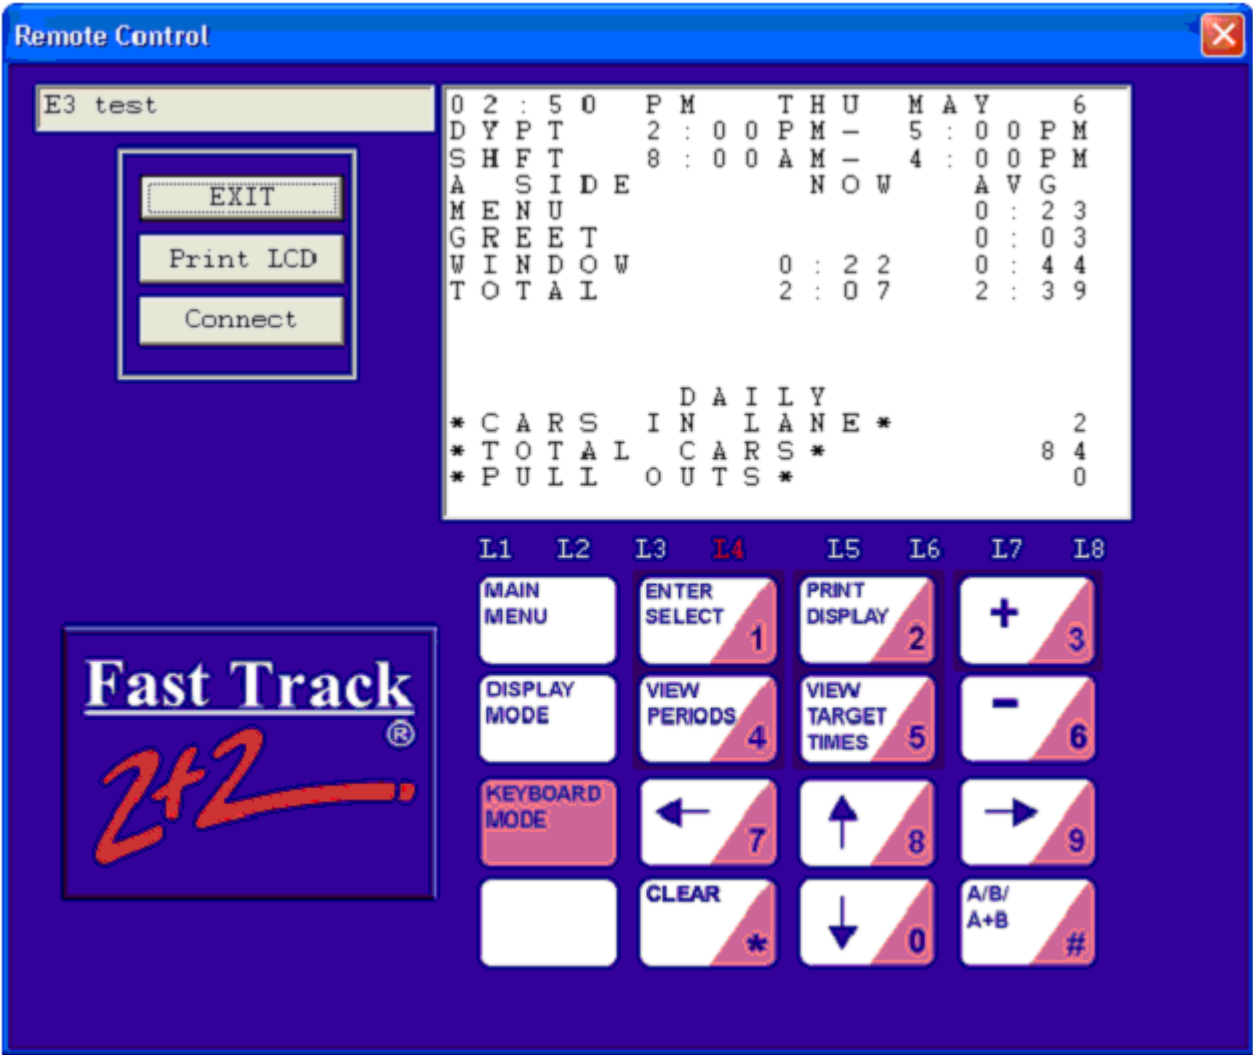 Remote Control
E3 test
EXIT
Print LCD
Connect
02:50 PM THU MAY 6
DYPT 2:00PM- 5:00PM
SHFT 8:00AM- 4:00PM
A SIDE NOW AVG
MENU 0:23
GREET 0:03
WINDOW 0:22 0:44
TOTAL 2:07 2:39
DAILY
*CARS IN LANE* 2
*TOTAL CARS* 84
*PULL OUTS* 0
L1 L2 L3 L4 L5 L6 L7 L8
MAIN MENU
ENTER SELECT 1
PRINT DISPLAY 2
+ 3
DISPLAY MODE
VIEW PERIODS 4
VIEW TARGET TIMES 5
- 6
KEYBOARD MODE
← 7
↑ 8
→ 9
CLEAR *
↓ 0
A/B/ A+B #
Fast Track®
2+2